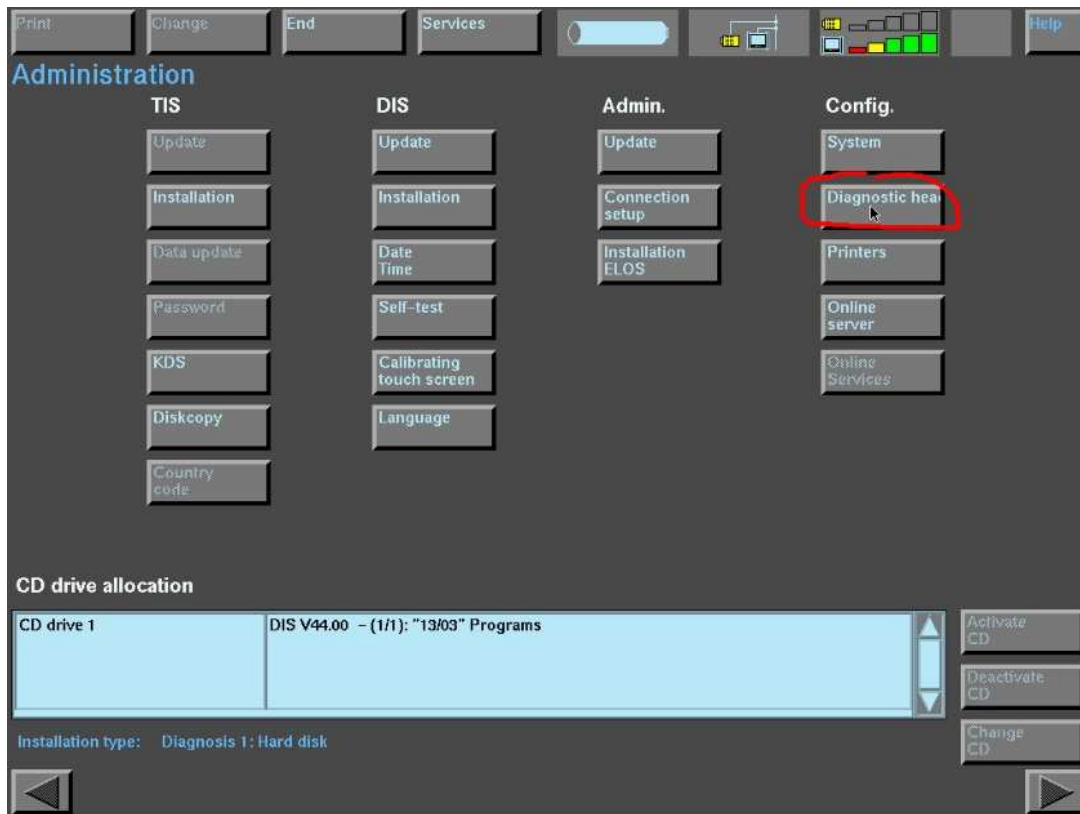 Print
Change
End
Services
Help
Administration
TIS
DIS
Admin.
Config.
Update
Update
Update
System
Installation
Installation
Connection
setup
Diagnostic hea
Data update
Date
Time
Installation
ELOS
Printers
Password
Self-test
Online
server
KDS
Calibrating
touch screen
Online
Services
Diskcopy
Language
Country
code
CD drive allocation
CD drive 1
DIS V44.00 - (1/1): "13/03" Programs
Activate
CD
Deactivate
CD
Change
CD
Installation type: Diagnosis 1: Hard disk